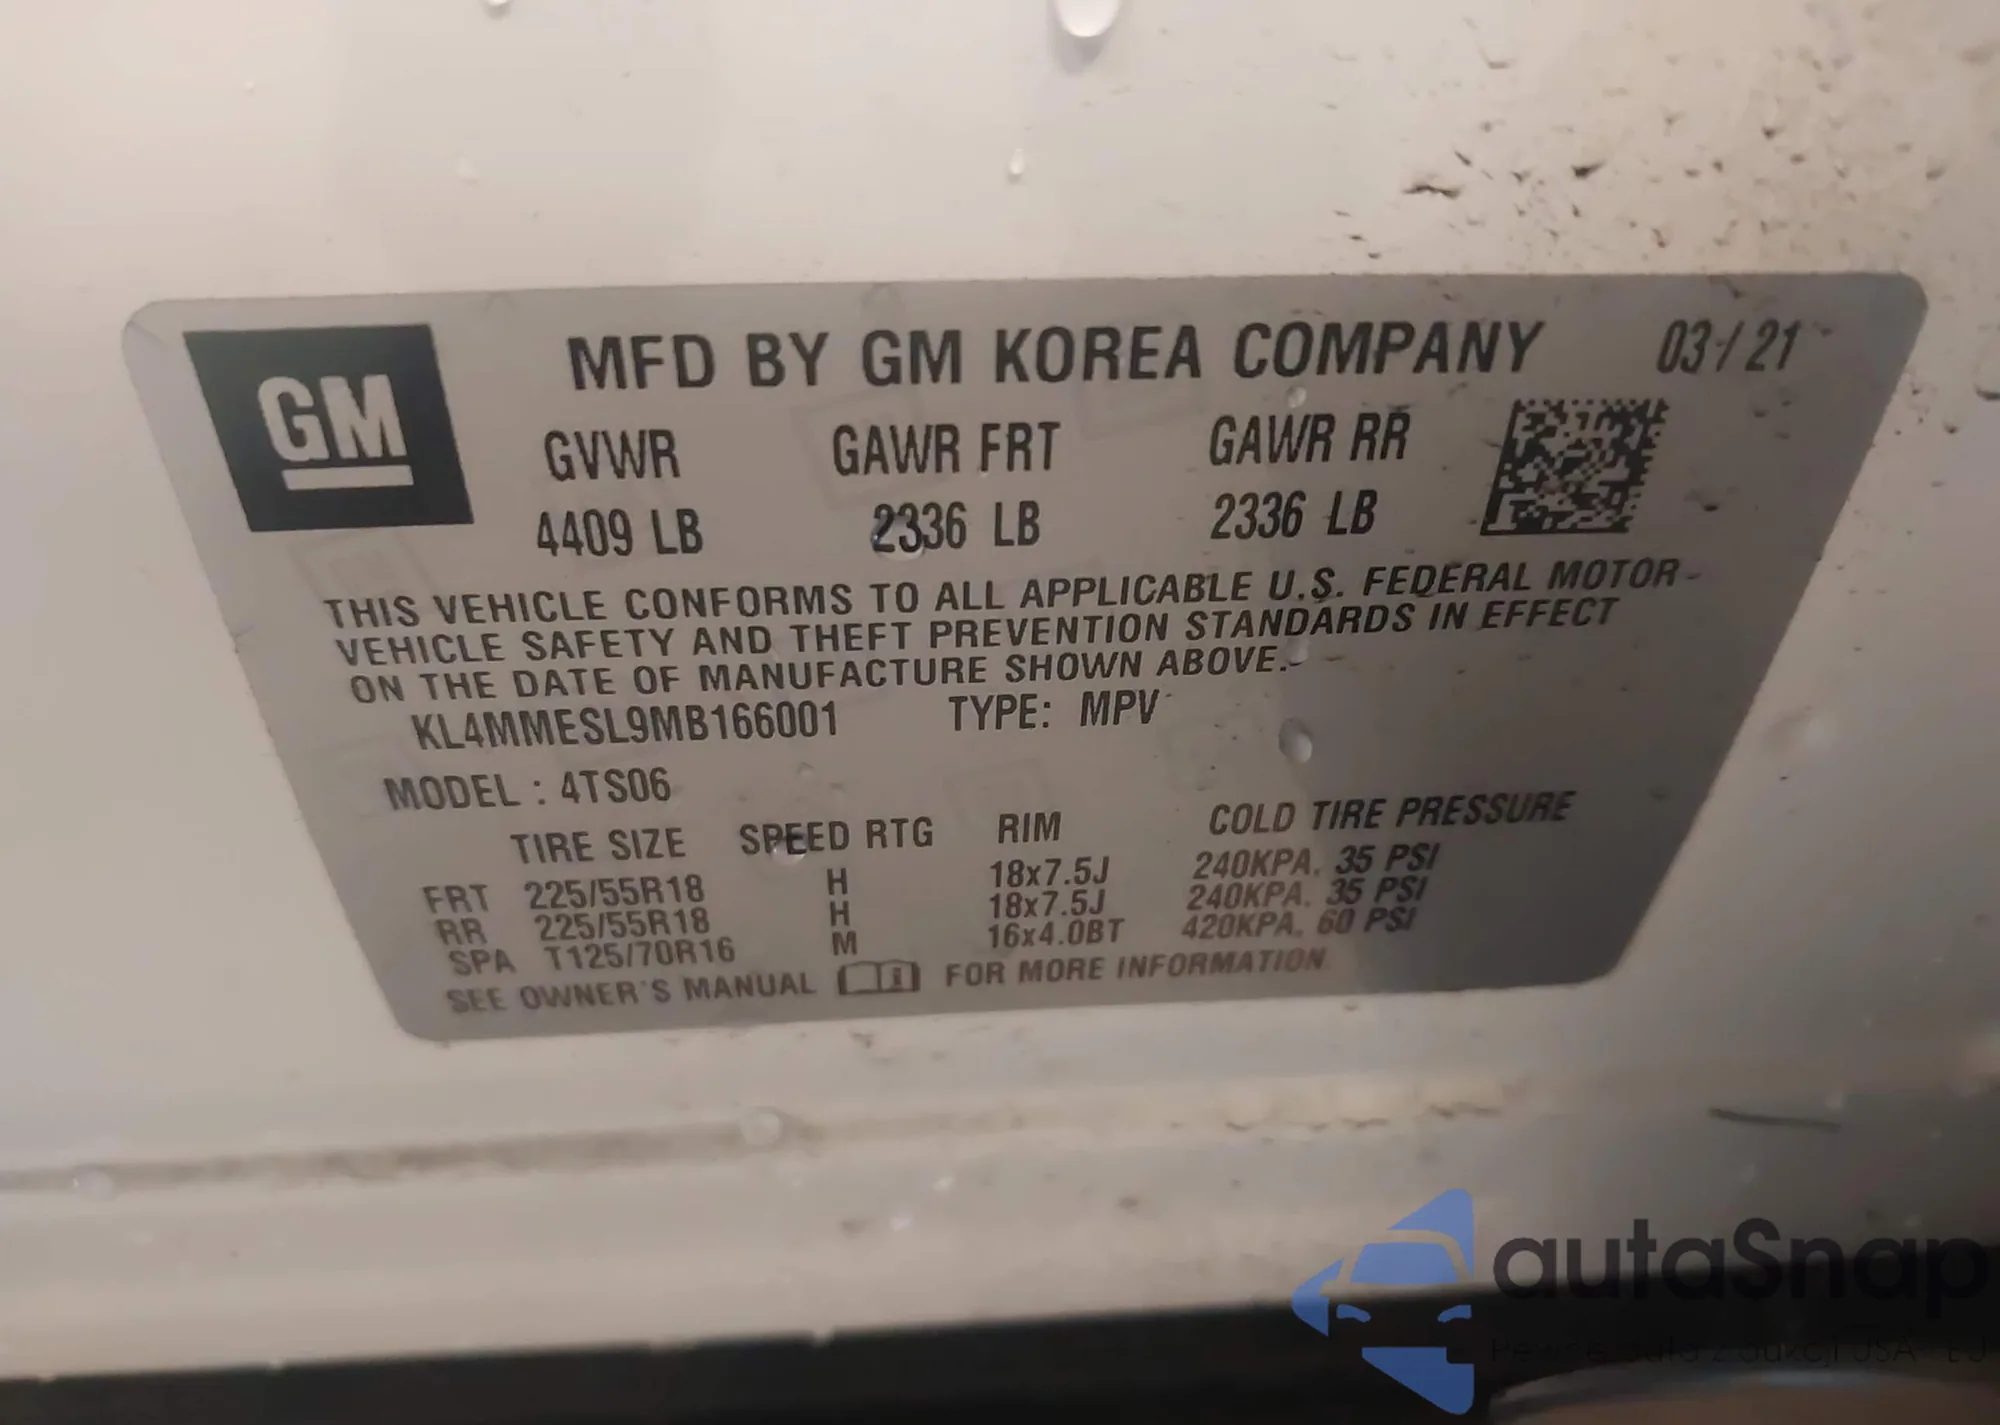 GM
MFD BY GM KOREA COMPANY 03/21
GVWR GAWR FRT GAWR RR
4409 LB 2336 LB 2336 LB
THIS VEHICLE CONFORMS TO ALL APPLICABLE U.S. FEDERAL MOTOR
VEHICLE SAFETY AND THEFT PREVENTION STANDARDS IN EFFECT
ON THE DATE OF MANUFACTURE SHOWN ABOVE.
KL4MMESL9MB166001 TYPE: MPV
MODEL: 4TS06
TIRE SIZE SPEED RTG RIM COLD TIRE PRESSURE
FRT 225/55R18 H 18x7.5J 240KPA, 35 PSI
RR 225/55R18 H 18x7.5J 240KPA, 35 PSI
SPA T125/70R16 M 16x4.0BT 420KPA, 60 PSI
SEE OWNER'S MANUAL FOR MORE INFORMATION
autaSnap